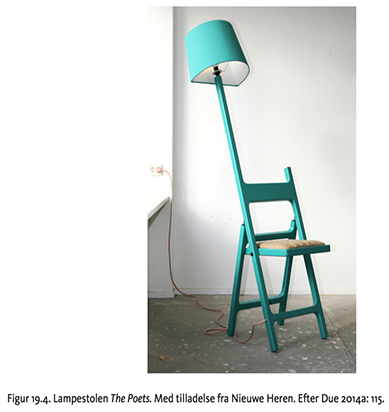 Figur 19.4. Lampestolen The Poets. Med tilladelse fra Nieuwe Heren. Efter Due 2014a: 115.